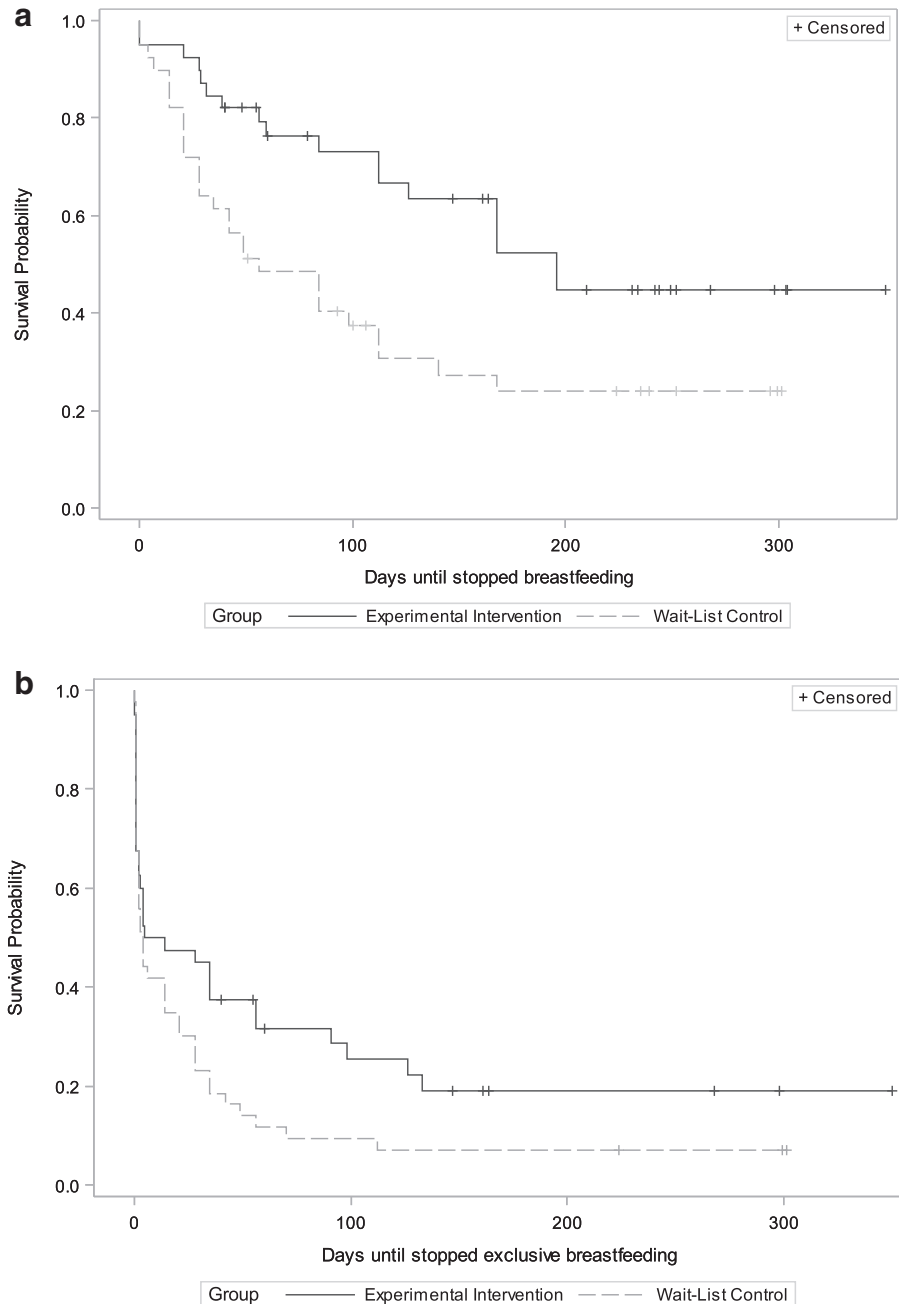 a
+ Censored
1.0
0.8
0.6
0.4
0.2
0.0
Survival Probability
0 100 200 300
Days until stopped breastfeeding
Group Experimental Intervention Wait-List Control
b
+ Censored
1.0
0.8
0.6
0.4
0.2
0.0
Survival Probability
0 100 200 300
Days until stopped exclusive breastfeeding
Group Experimental Intervention Wait-List Control